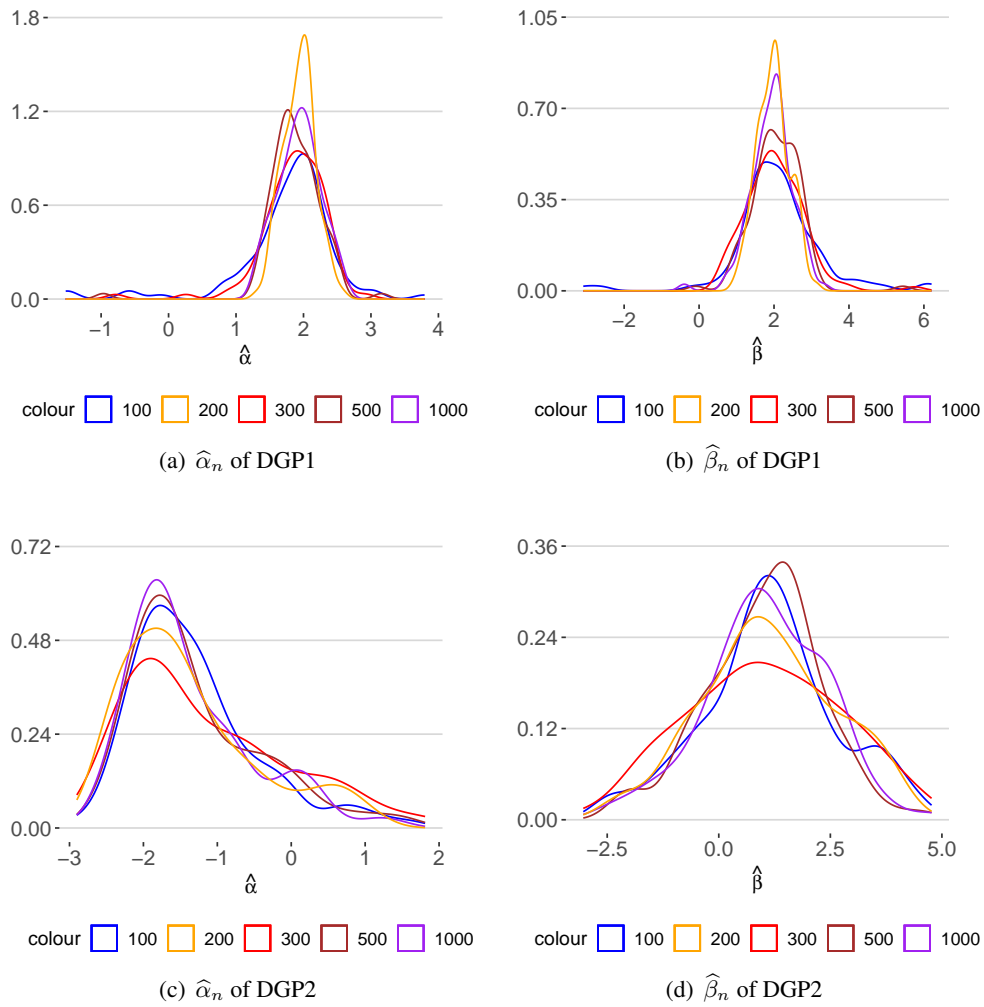 1.8
1.2
0.6
0.0
−1 0 1 2 3 4
α̂
colour 100 200 300 500 1000
(a) α̂n of DGP1
1.05
0.70
0.35
0.00
−2 0 2 4 6
β̂
colour 100 200 300 500 1000
(b) β̂n of DGP1
0.72
0.48
0.24
0.00
−3 −2 −1 0 1 2
α̂
colour 100 200 300 500 1000
(c) α̂n of DGP2
0.36
0.24
0.12
0.00
−2.5 0.0 2.5 5.0
β̂
colour 100 200 300 500 1000
(d) β̂n of DGP2